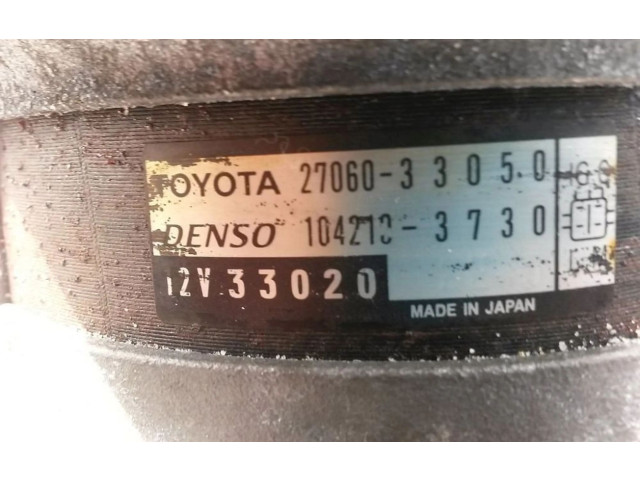 TOYOTA 27060-33050
DENSO 104210-3730
12V 33020
MADE IN JAPAN